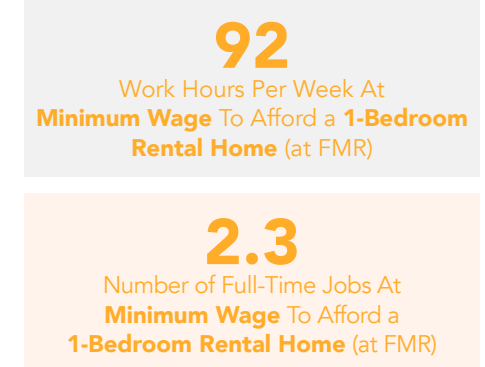 92
Work Hours Per Week At
Minimum Wage To Afford a 1-Bedroom
Rental Home (at FMR)
2.3
Number of Full-Time Jobs At
Minimum Wage To Afford a
1-Bedroom Rental Home (at FMR)